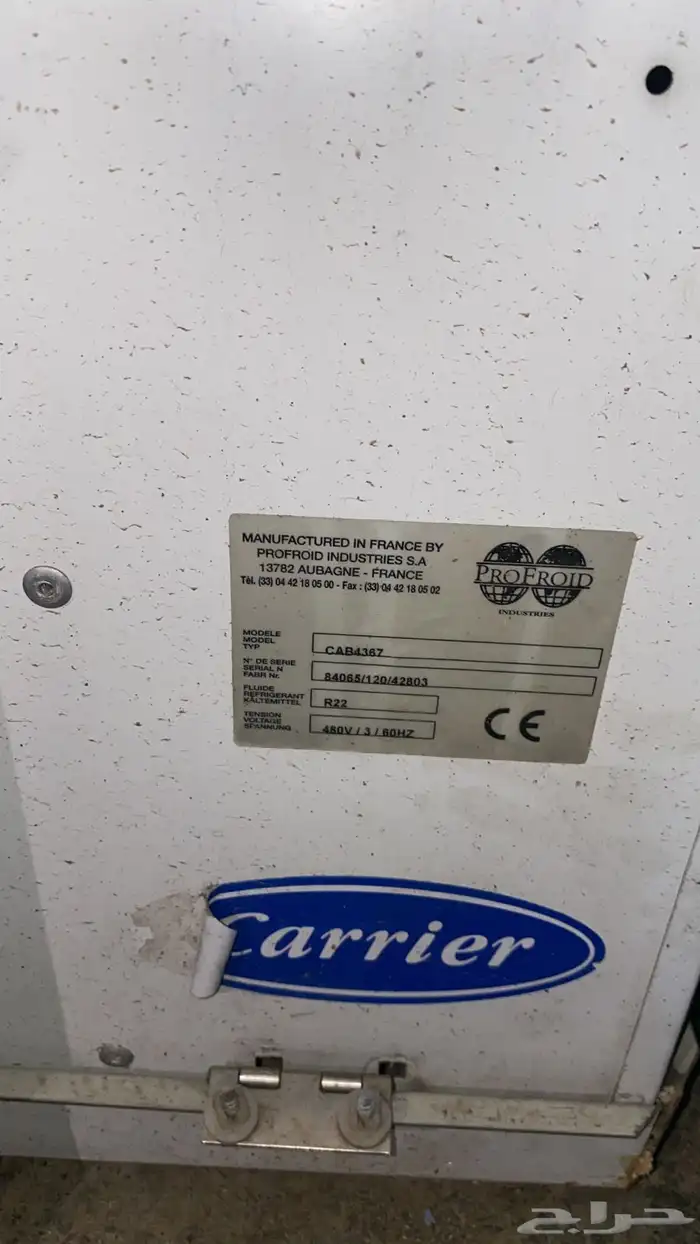 MANUFACTURED IN FRANCE BY
PROFROID INDUSTRIES S.A
13782 AUBAGNE - FRANCE
Tél. (33) 04 42 18 05 00 - Fax : (33) 04 42 18 05 02
PROFROID
INDUSTRIES
MODELE
MODEL
TYP
CAB4367
N° DE SERIE
SERIAL N
FABR Nr.
84065/120/42803
FLUIDE
REFRIGERANT
KÄLTEMITTEL
R22
TENSION
VOLTAGE
SPANNUNG
480V / 3 / 60HZ
CE
Carrier
حراج